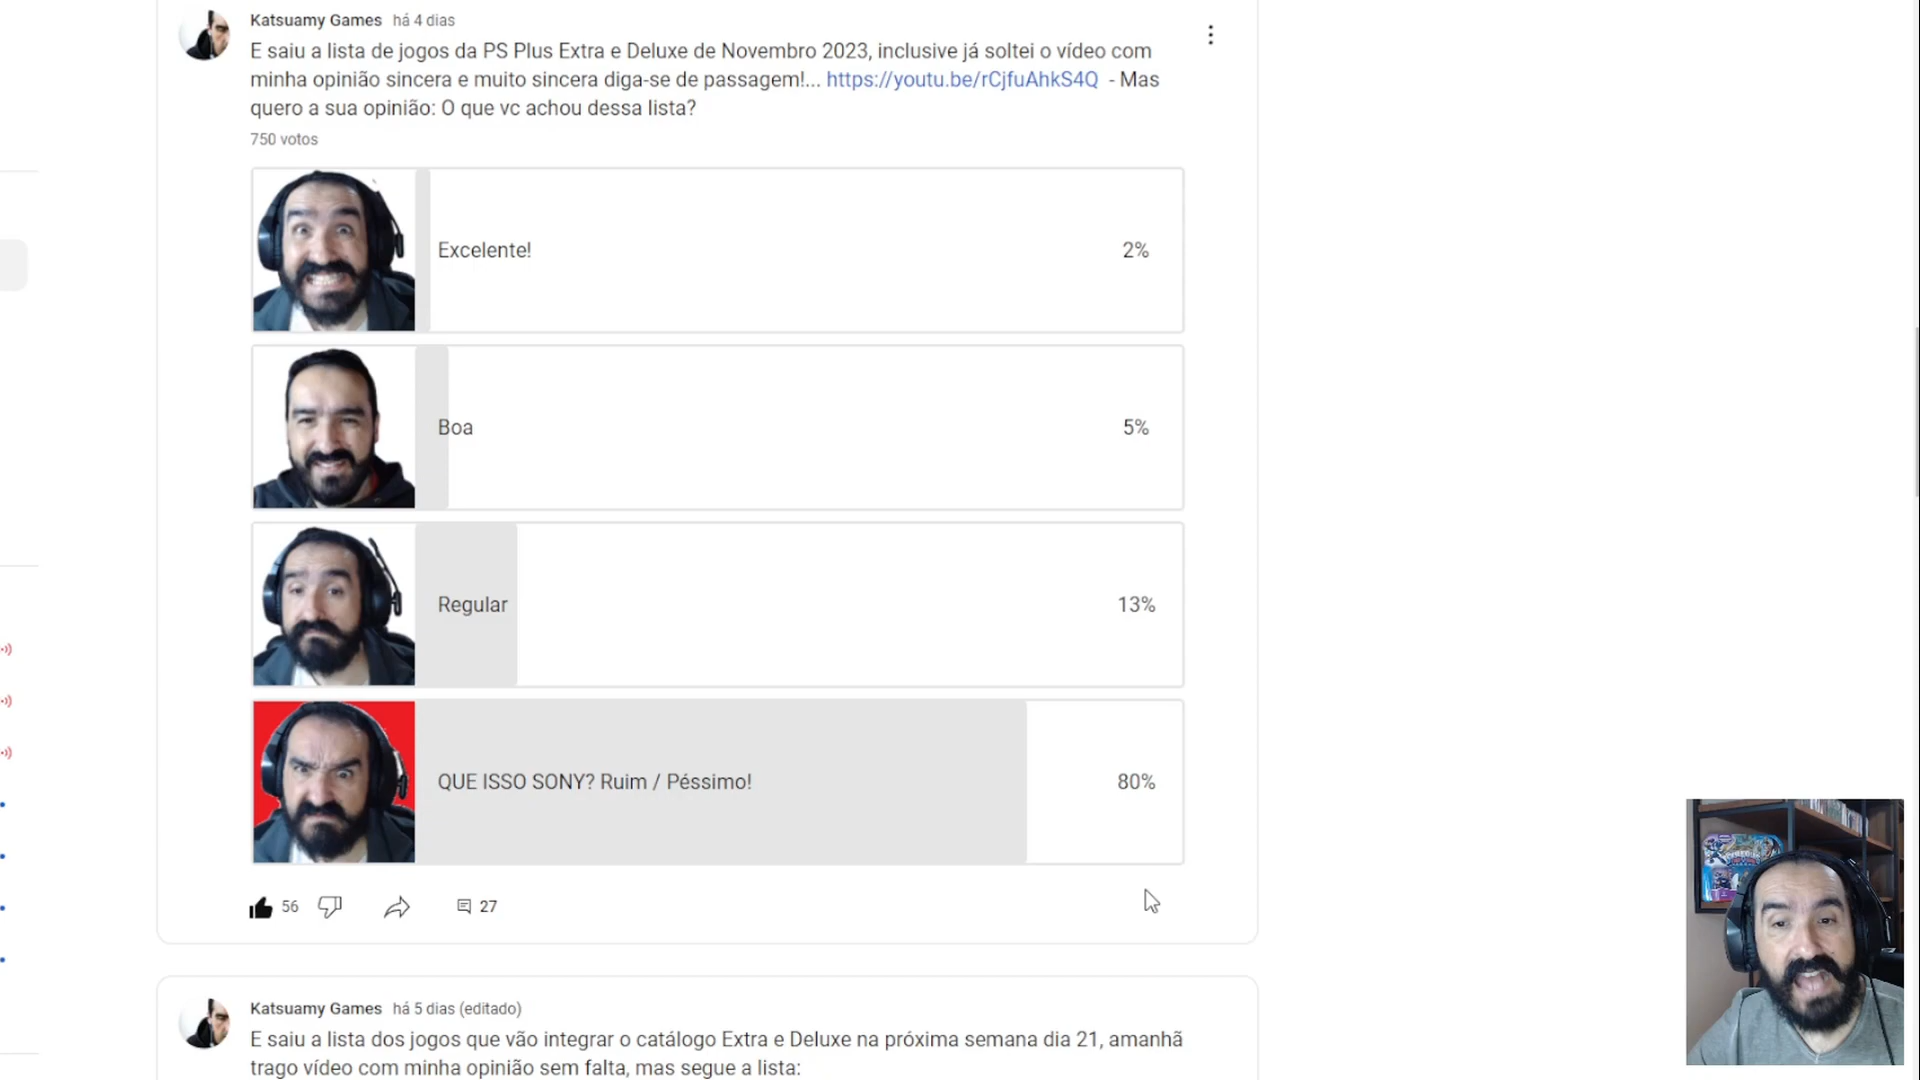 Katsuamy Games há 4 dias
E saiu a lista de jogos da PS Plus Extra e Deluxe de Novembro 2023, inclusive já soltei o vídeo com
minha opinião sincera e muito sincera diga-se de passagem!... https://youtu.be/rCjfuAhkS4Q - Mas
quero a sua opinião: O que vc achou dessa lista?
750 votos
Excelente! 2%
Boa 5%
Regular 13%
QUE ISSO SONY? Ruim / Péssimo! 80%
56 27
Katsuamy Games há 5 dias (editado)
E saiu a lista dos jogos que vão integrar o catálogo Extra e Deluxe na próxima semana dia 21, amanhã
trago vídeo com minha opinião sem falta, mas segue a lista: